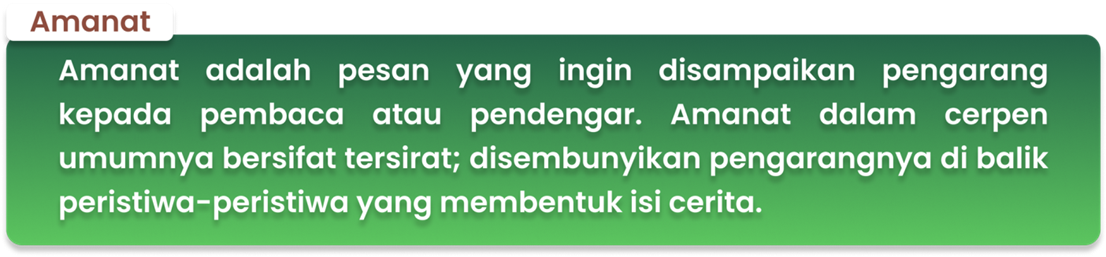 Amanat
Amanat adalah pesan yang ingin disampaikan pengarang
kepada pembaca atau pendengar. Amanat dalam cerpen
umumnya bersifat tersirat; disembunyikan pengarangnya di balik
peristiwa-peristiwa yang membentuk isi cerita.